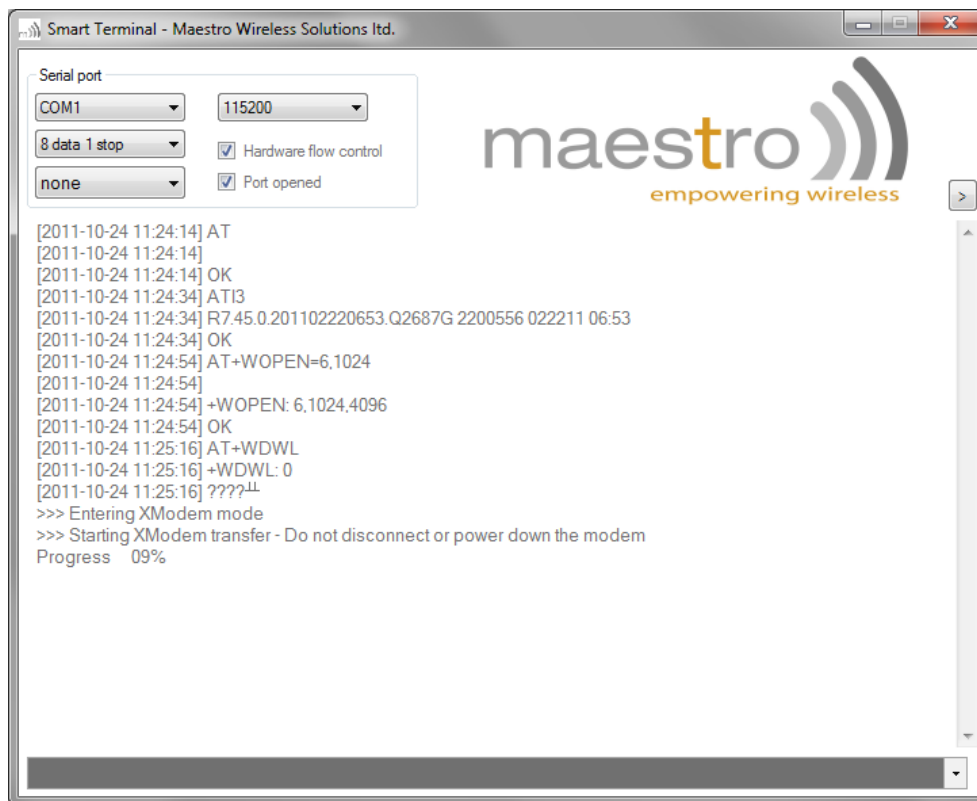 Smart Terminal - Maestro Wireless Solutions ltd.
Serial port
COM1
115200
8 data 1 stop
Hardware flow control
none
Port opened
maestro
empowering wireless
>
[2011-10-24 11:24:14] AT
[2011-10-24 11:24:14]
[2011-10-24 11:24:14] OK
[2011-10-24 11:24:34] ATI3
[2011-10-24 11:24:34] R7.45.0.201102220653.Q2687G 2200556 022211 06:53
[2011-10-24 11:24:34] OK
[2011-10-24 11:24:54] AT+WOPEN=6,1024
[2011-10-24 11:24:54]
[2011-10-24 11:24:54] +WOPEN: 6,1024,4096
[2011-10-24 11:24:54] OK
[2011-10-24 11:25:16] AT+WDWL
[2011-10-24 11:25:16] +WDWL: 0
[2011-10-24 11:25:16] ????╨
>>> Entering XModem mode
>>> Starting XModem transfer - Do not disconnect or power down the modem
Progress 09%